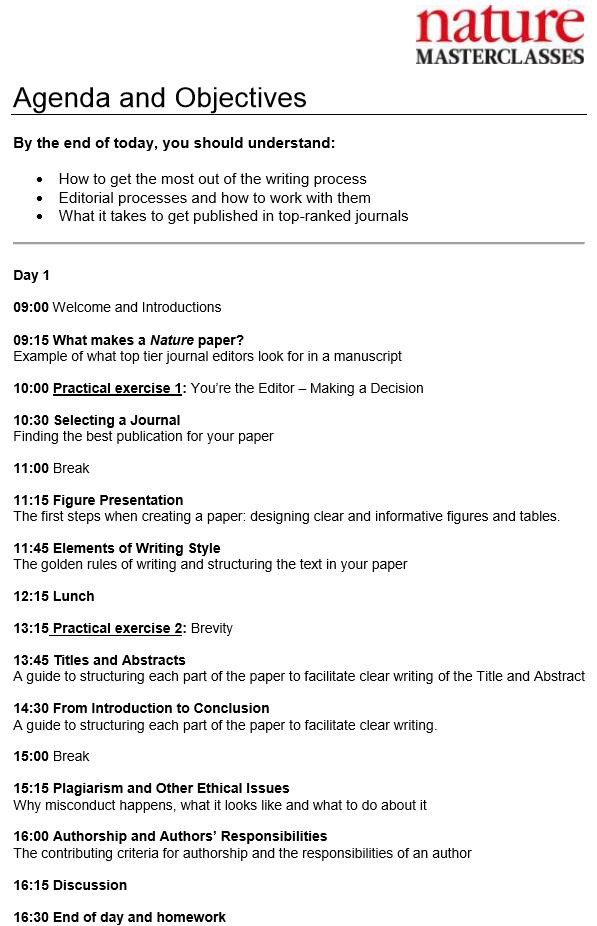 nature
MASTERCLASSES
Agenda and Objectives
By the end of today, you should understand:
• How to get the most out of the writing process
• Editorial processes and how to work with them
• What it takes to get published in top-ranked journals
Day 1
09:00 Welcome and Introductions
09:15 What makes a Nature paper?
Example of what top tier journal editors look for in a manuscript
10:00 Practical exercise 1: You're the Editor – Making a Decision
10:30 Selecting a Journal
Finding the best publication for your paper
11:00 Break
11:15 Figure Presentation
The first steps when creating a paper: designing clear and informative figures and tables.
11:45 Elements of Writing Style
The golden rules of writing and structuring the text in your paper
12:15 Lunch
13:15 Practical exercise 2: Brevity
13:45 Titles and Abstracts
A guide to structuring each part of the paper to facilitate clear writing of the Title and Abstract
14:30 From Introduction to Conclusion
A guide to structuring each part of the paper to facilitate clear writing.
15:00 Break
15:15 Plagiarism and Other Ethical Issues
Why misconduct happens, what it looks like and what to do about it
16:00 Authorship and Authors' Responsibilities
The contributing criteria for authorship and the responsibilities of an author
16:15 Discussion
16:30 End of day and homework